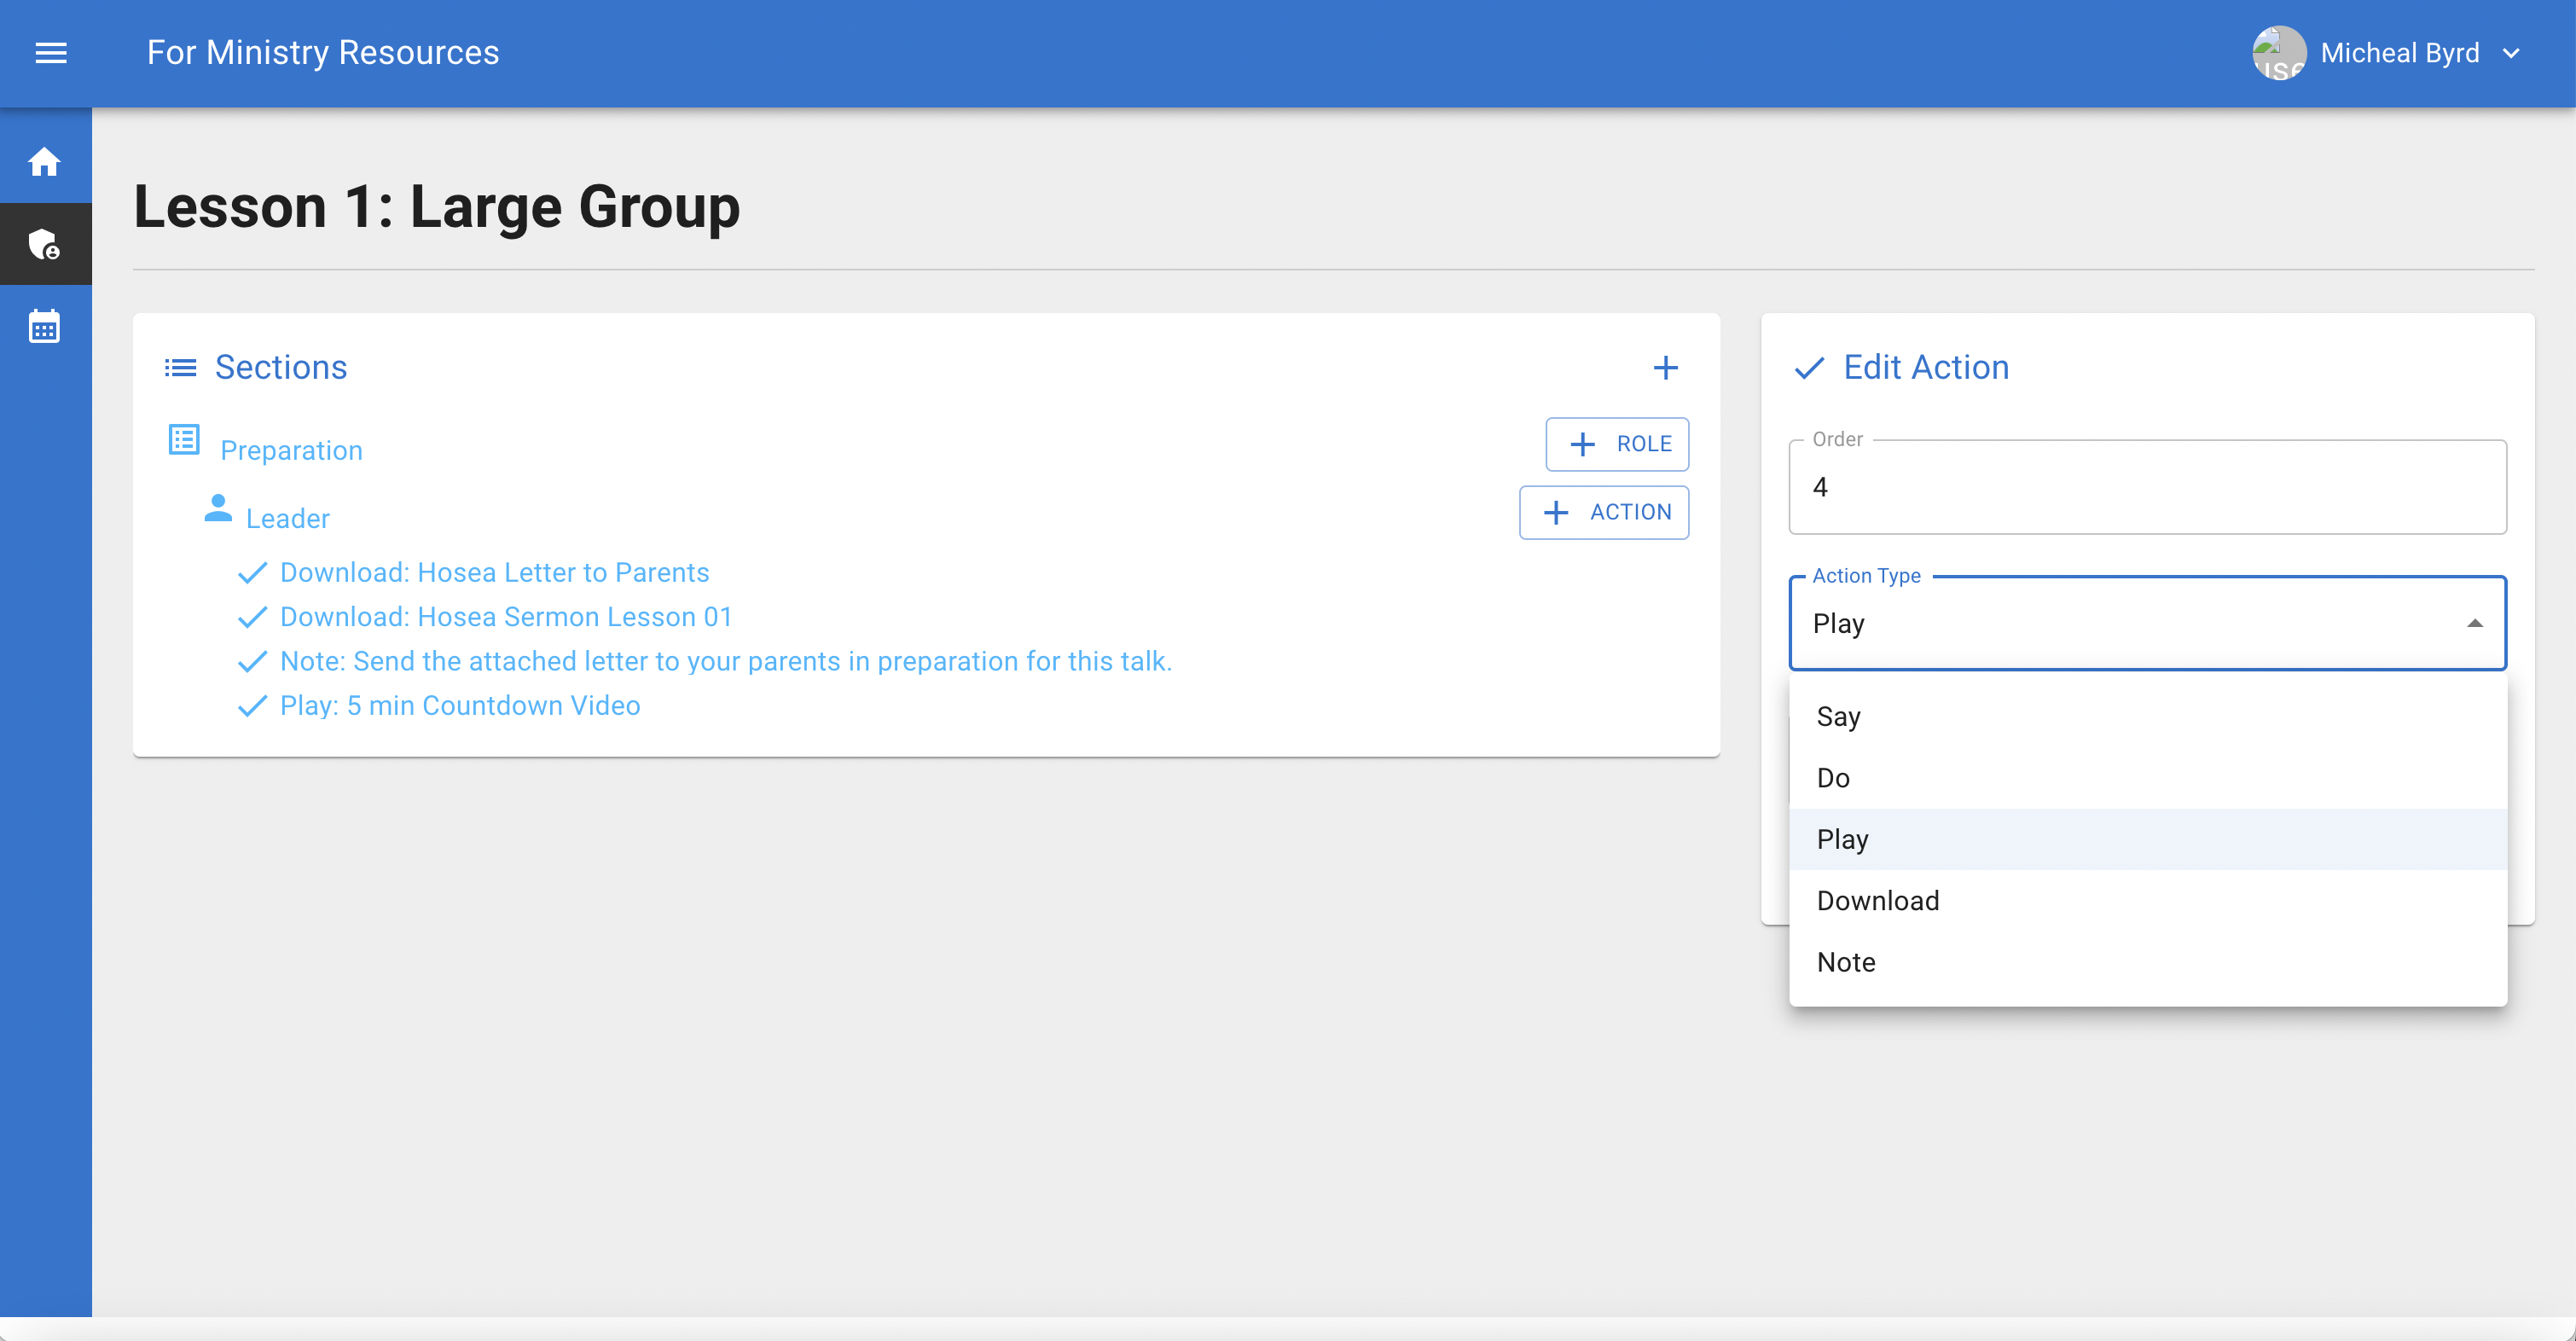 For Ministry Resources
Micheal Byrd
Lesson 1: Large Group
Sections
Preparation
ROLE
Leader
ACTION
Download: Hosea Letter to Parents
Download: Hosea Sermon Lesson 01
Note: Send the attached letter to your parents in preparation for this talk.
Play: 5 min Countdown Video
Edit Action
Order
4
Action Type
Play
Say
Do
Play
Download
Note